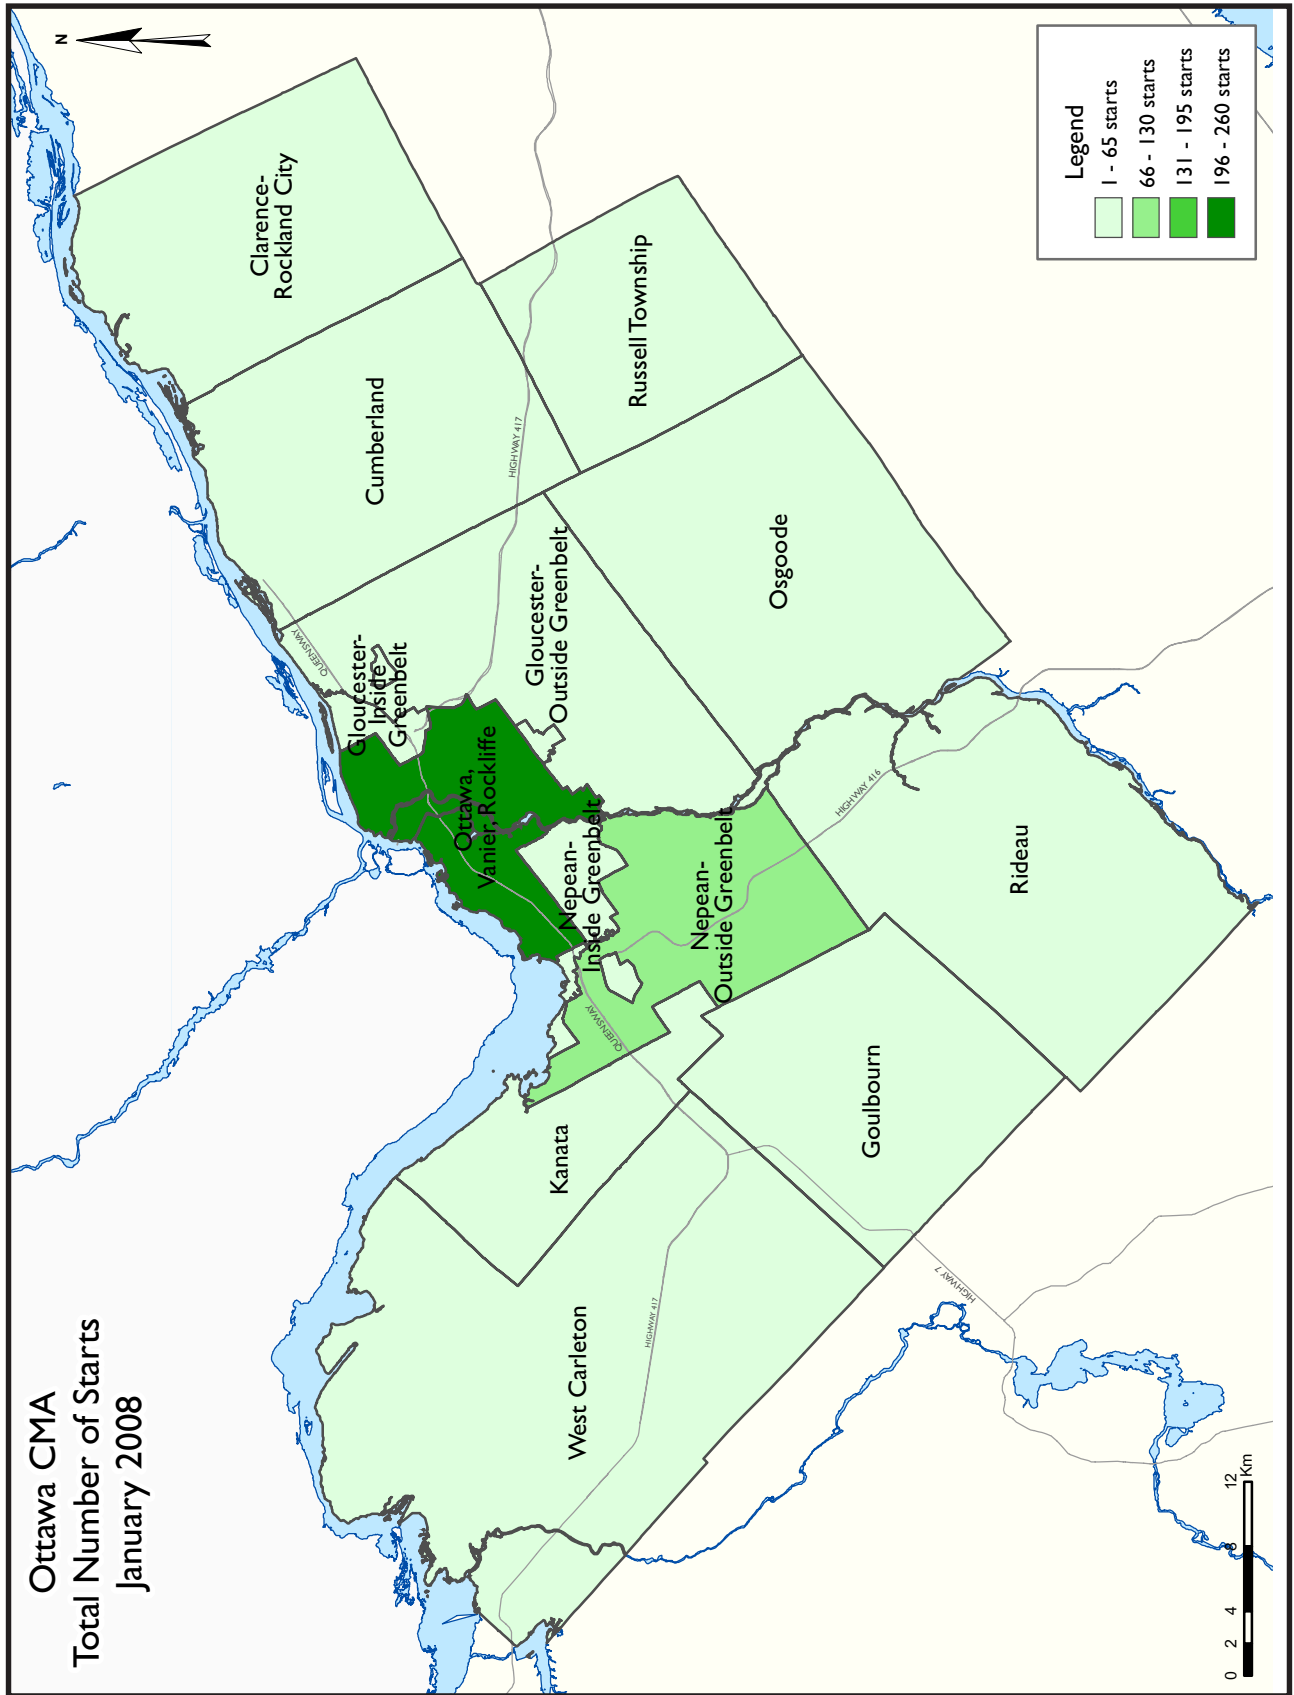 Ottawa CMA
Total Number of Starts
January 2008
N
Clarence-
Rockland City
Cumberland
Russell Township
HIGHWAY 417
QUEENSWAY
Gloucester-
Inside
Greenbelt
Gloucester-
Outside Greenbelt
Osgoode
Ottawa,
Vanier, Rockliffe
Nepean-
Inside Greenbelt
Nepean-
Outside Greenbelt
HIGHWAY 416
Rideau
QUEENSWAY
Kanata
Goulbourn
West Carleton
HIGHWAY 417
HIGHWAY 7
Legend
1 - 65 starts
66 - 130 starts
131 - 195 starts
196 - 260 starts
0 2 4 8 12
Km